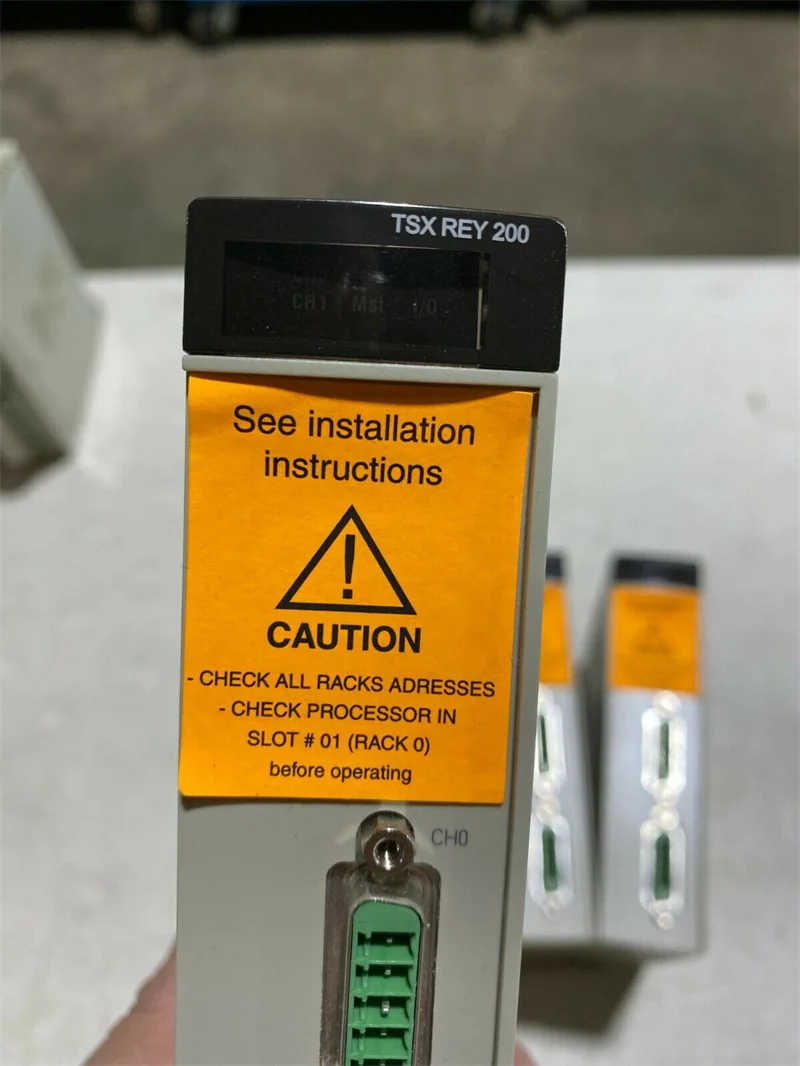 TSX REY 200
CH1 Mst I/O
See installation
instructions
CAUTION
- CHECK ALL RACKS ADRESSES
- CHECK PROCESSOR IN
SLOT # 01 (RACK 0)
before operating
CH0